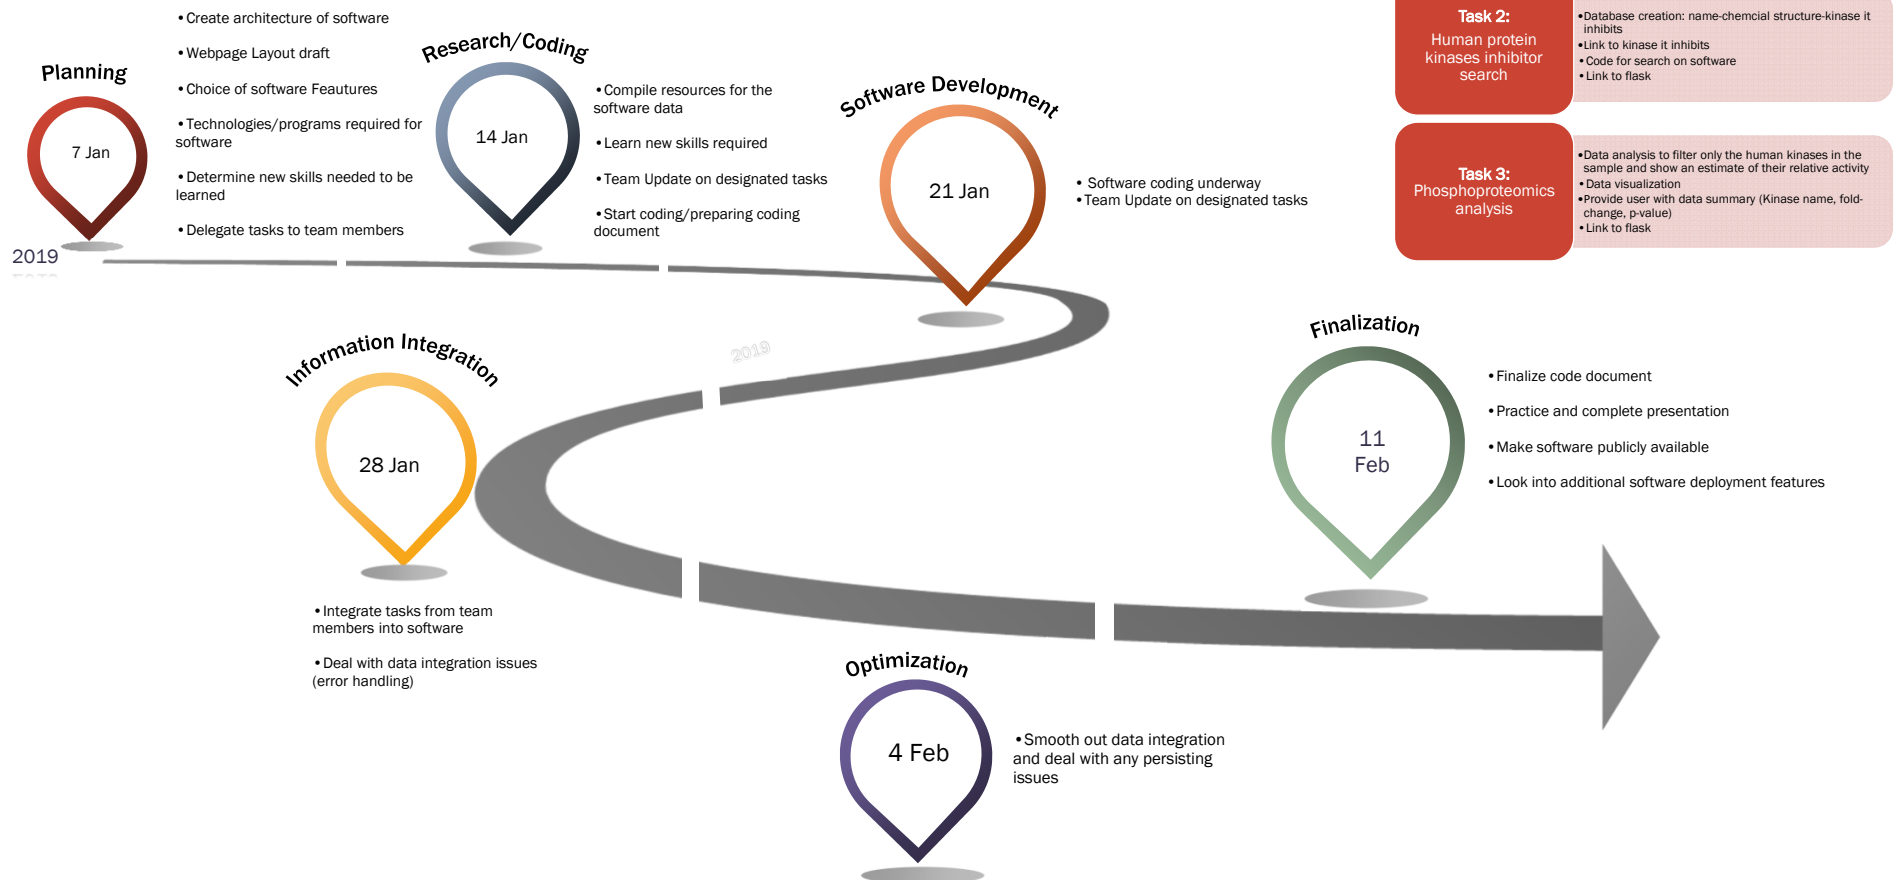 Planning
7 Jan
2019
•Create architecture of software
•Webpage Layout draft
•Choice of software Feautures
•Technologies/programs required for
software
•Determine new skills needed to be
learned
•Delegate tasks to team members
Research/Coding
14 Jan
•Compile resources for the
software data
•Learn new skills required
•Team Update on designated tasks
•Start coding/preparing coding
document
Software Development
21 Jan
• Software coding underway
•Team Update on designated tasks
Task 2:
Human protein
kinases inhibitor
search
•Database creation: name-chemcial structure-kinase it
inhibits
•Link to kinase it inhibits
•Code for search on software
•Link to flask
Task 3:
Phosphoproteomics
analysis
•Data analysis to filter only the human kinases in the
sample and show an estimate of their relative activity
•Data visualization
•Provide user with data summary (Kinase name, fold-
change, p-value)
•Link to flask
2019
Information Integration
28 Jan
•Integrate tasks from team
members into software
•Deal with data integration issues
(error handling)
Optimization
4 Feb
•Smooth out data integration
and deal with any persisting
issues
Finalization
11
Feb
•Finalize code document
•Practice and complete presentation
•Make software publicly available
•Look into additional software deployment features